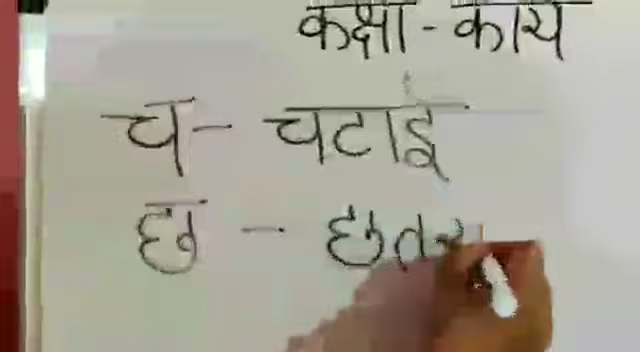 कक्षा - कार्य
च - चटाई
छ -